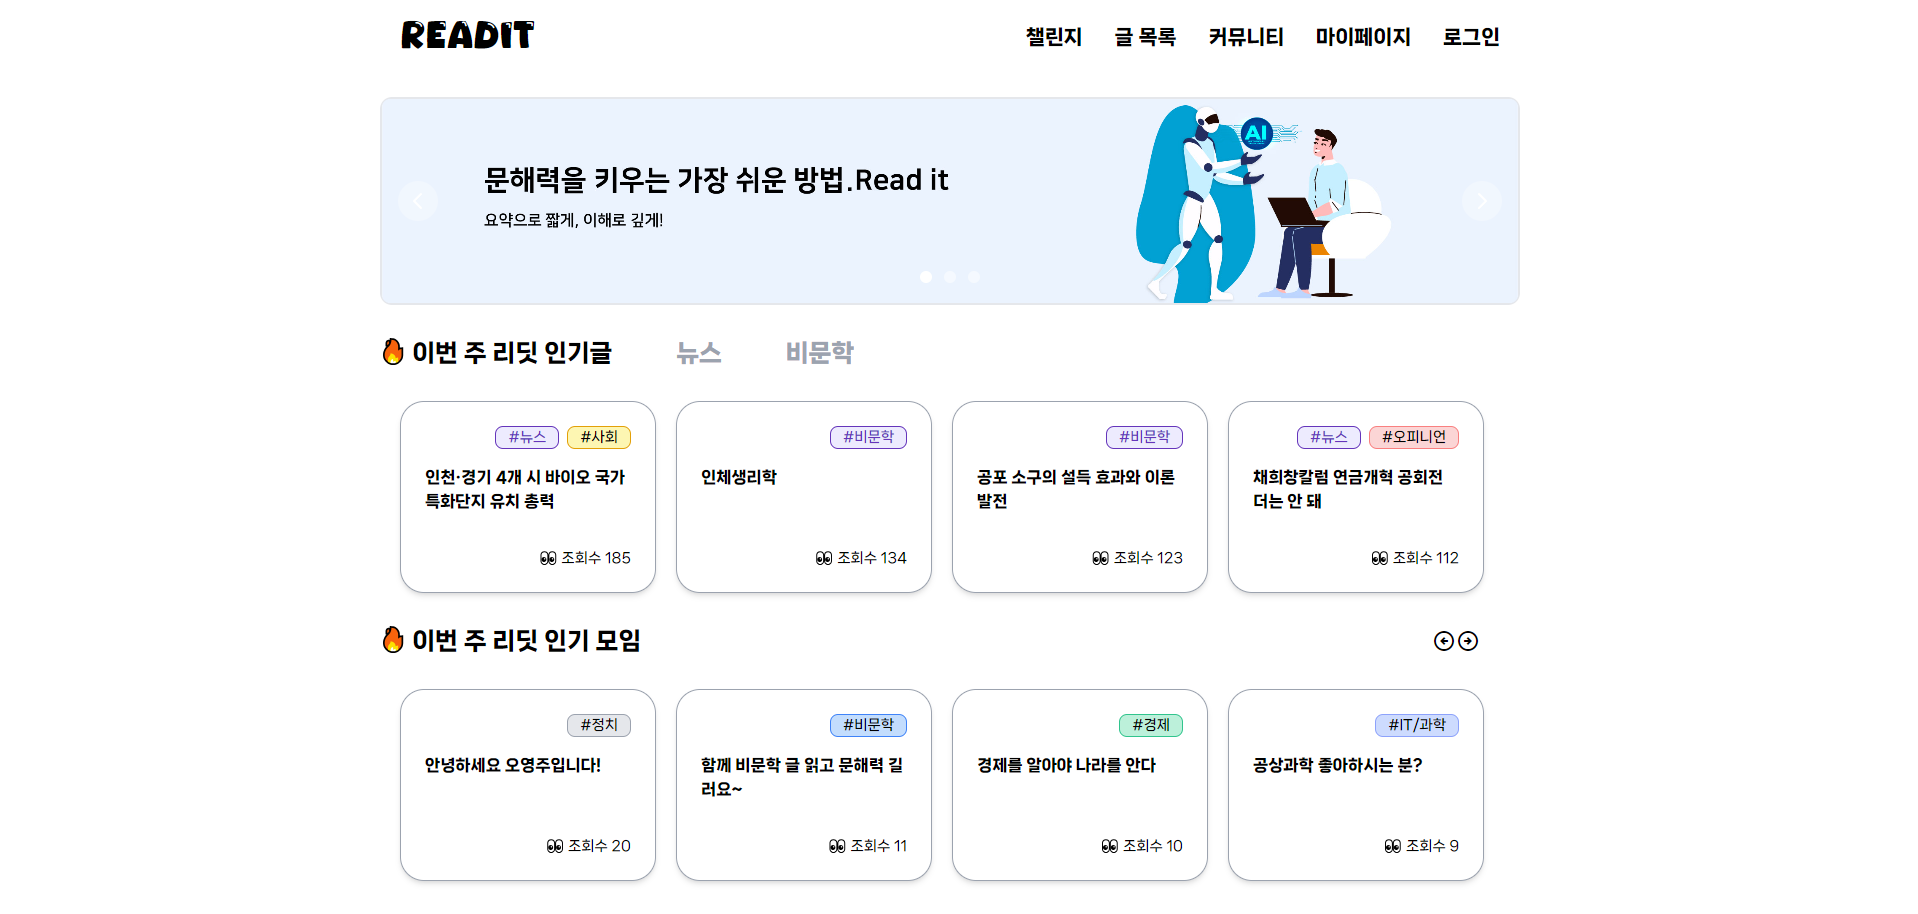 READIT
챌린지 글 목록 커뮤니티 마이페이지 로그인
문해력을 키우는 가장 쉬운 방법.Read it
요약으로 짧게, 이해로 깊게!
AI
이번 주 리딧 인기글 뉴스 비문학
#뉴스 #사회
인천·경기 4개 시 바이오 국가
특화단지 유치 총력
조회수 185
#비문학
인체생리학
조회수 134
#비문학
공포 소구의 설득 효과와 이론
발전
조회수 123
#뉴스 #오피니언
채희창칼럼 연금개혁 공회전
더는 안 돼
조회수 112
이번 주 리딧 인기 모임
#정치
안녕하세요 오영주입니다!
조회수 20
#비문학
함께 비문학 글 읽고 문해력 길
러요~
조회수 11
#경제
경제를 알아야 나라를 안다
조회수 10
#IT/과학
공상과학 좋아하시는 분?
조회수 9